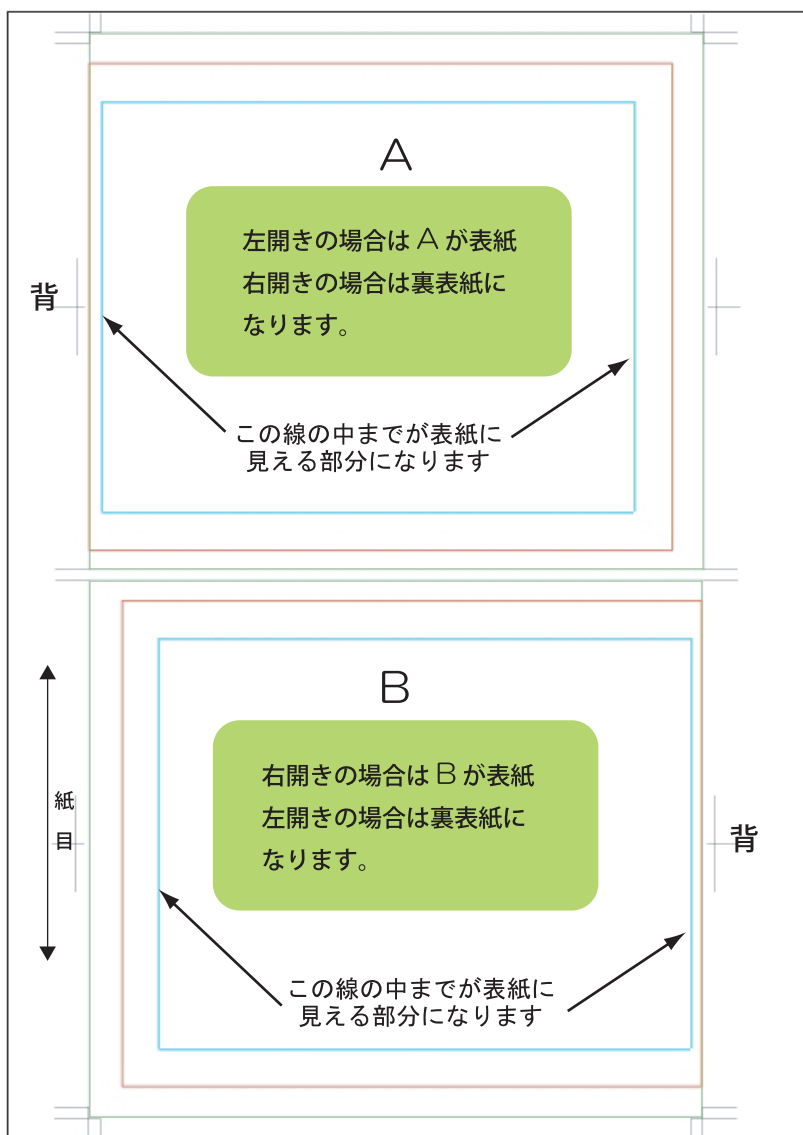 A
左開きの場合は A が表紙
右開きの場合は裏表紙に
なります。
背
この線の中までが表紙に
見える部分になります
B
右開きの場合は B が表紙
左開きの場合は裏表紙に
なります。
紙目
背
この線の中までが表紙に
見える部分になります